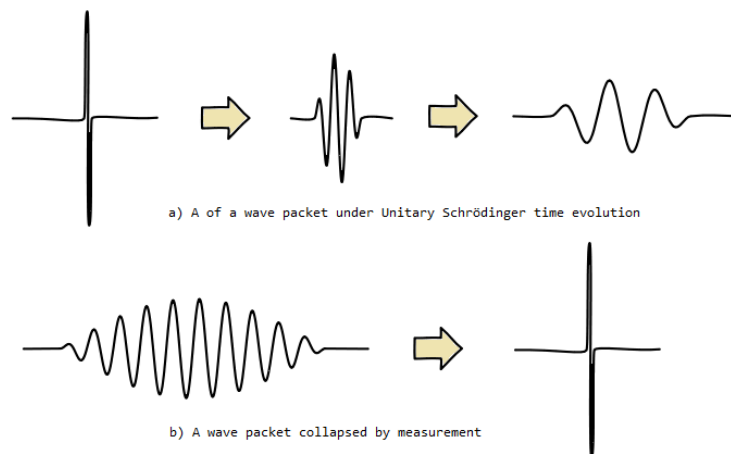 a) A of a wave packet under Unitary Schrödinger time evolution
b) A wave packet collapsed by measurement